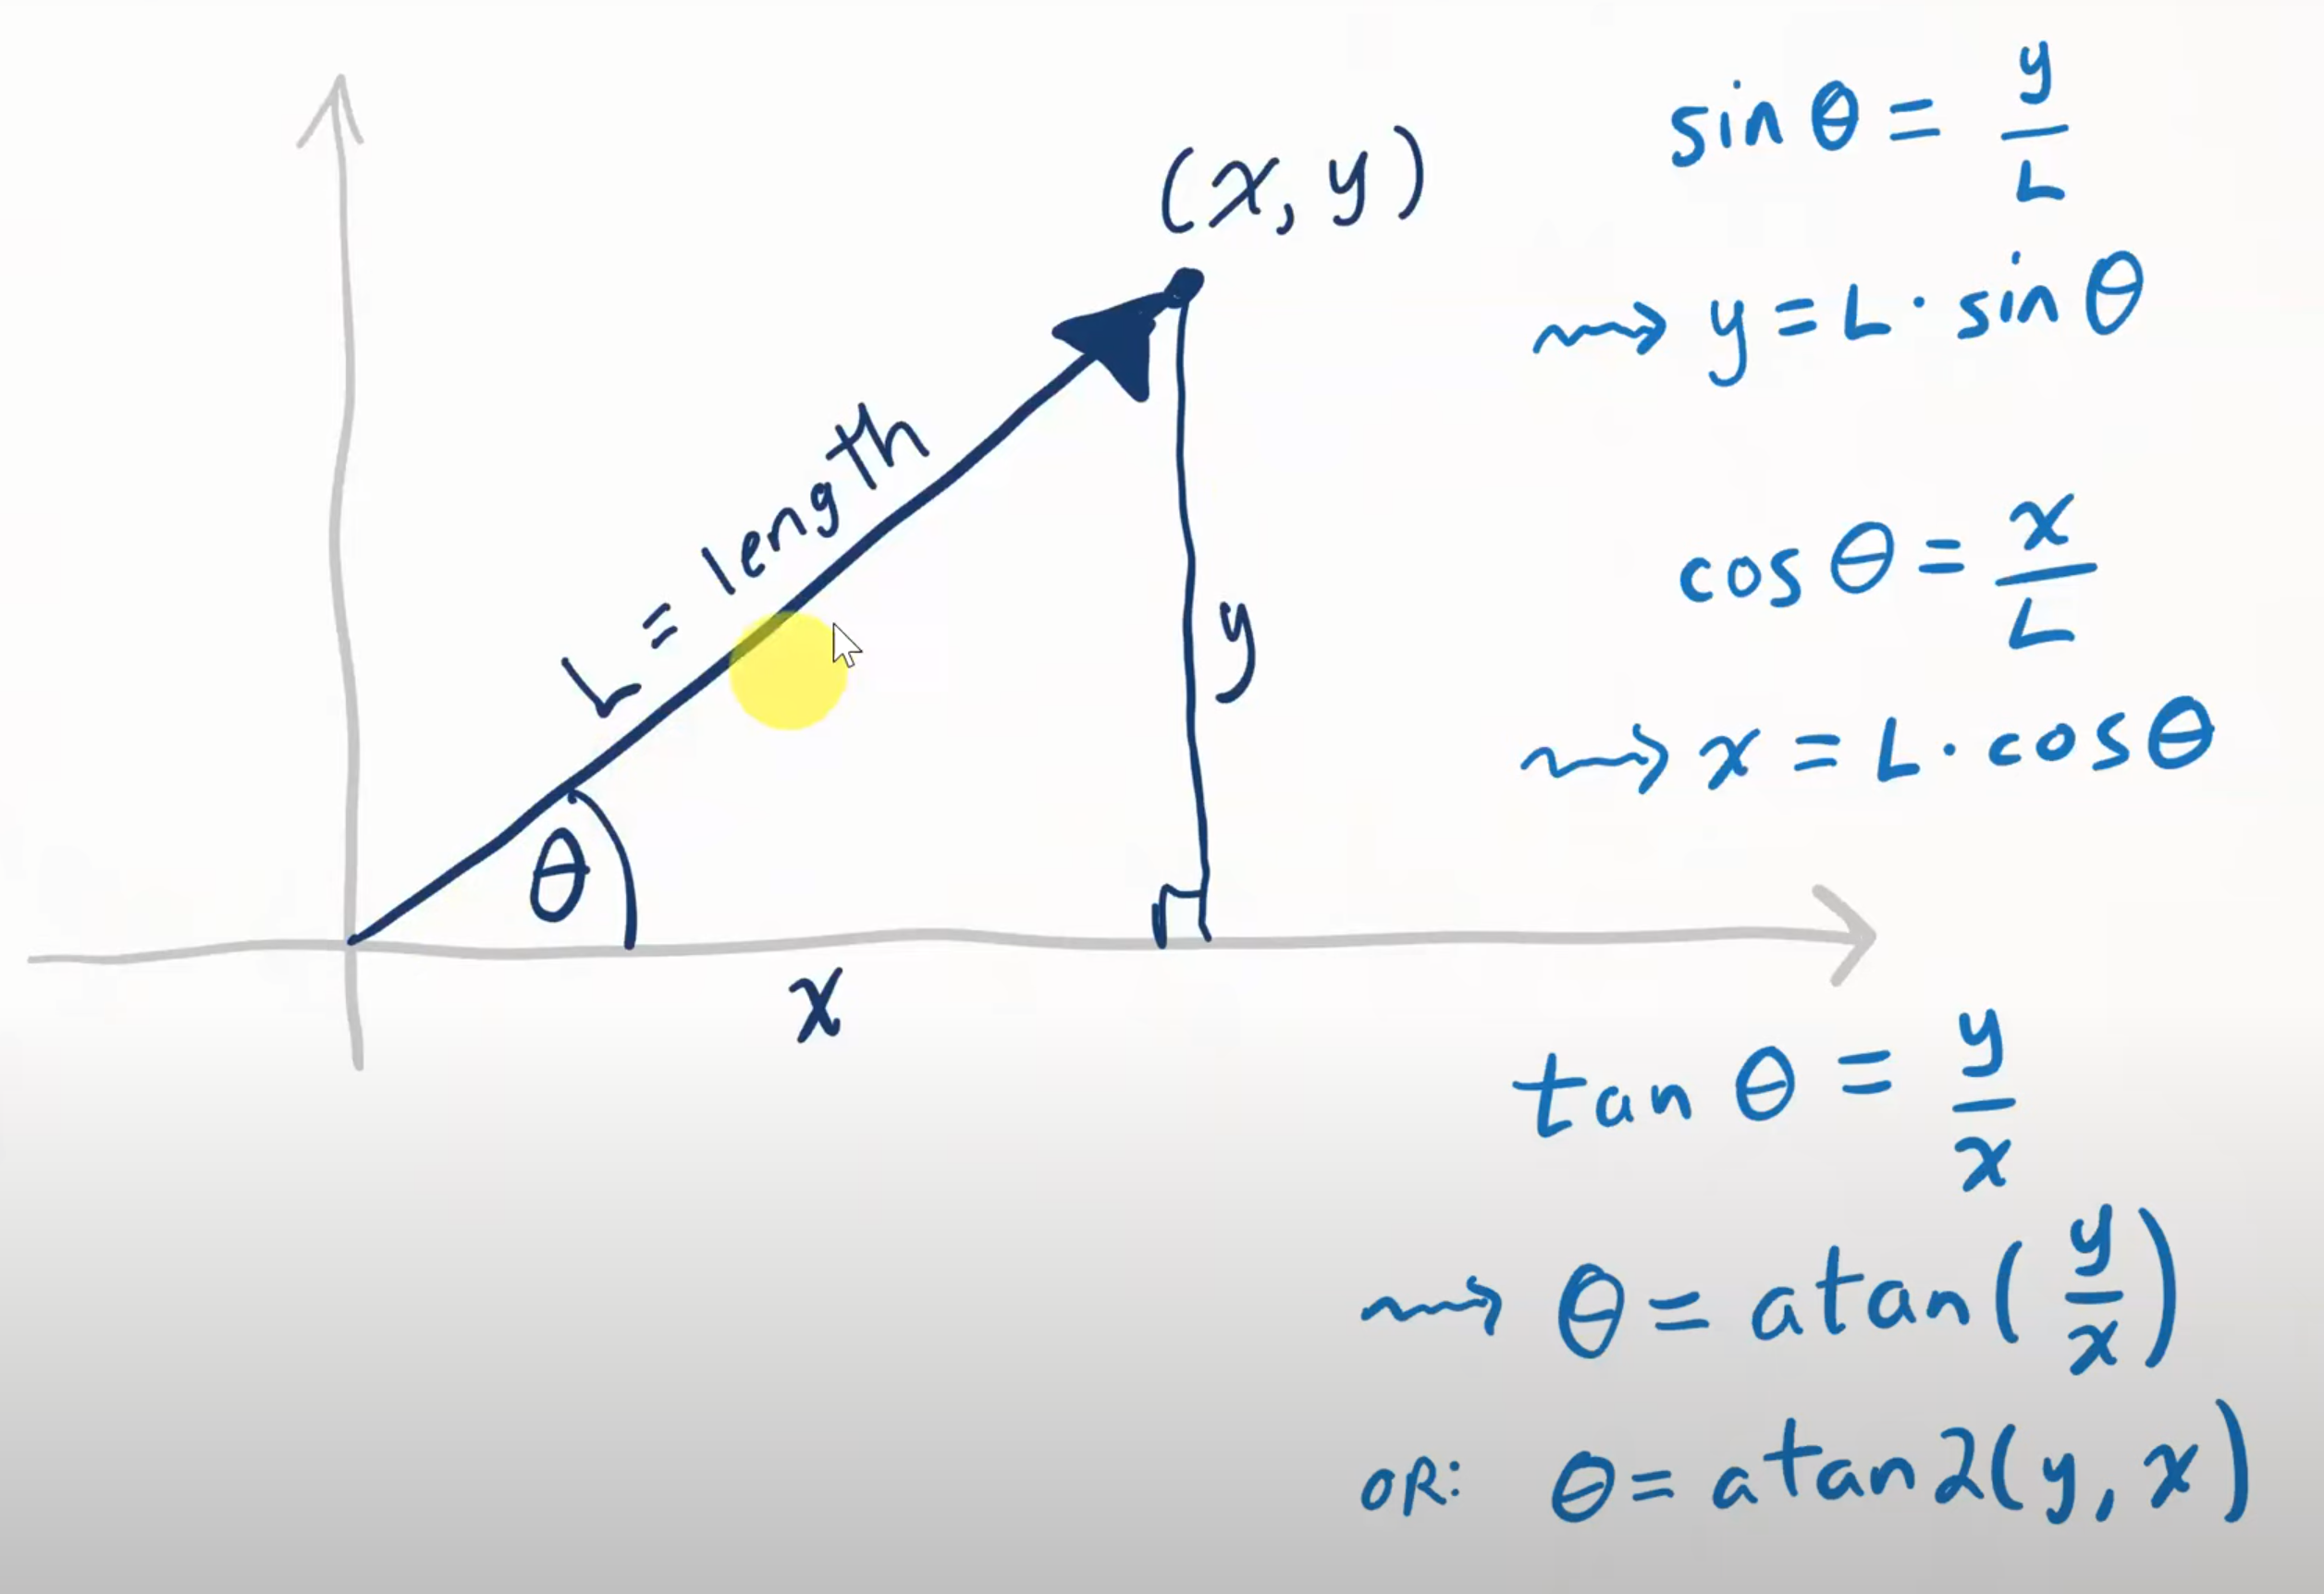 (x, y)
L = length
θ
y
x
sin θ = y/L
⇝ y = L · sin θ
cos θ = x/L
⇝ x = L · cos θ
tan θ = y/x
⇝ θ = atan(y/x)
OR: θ = atan2(y, x)